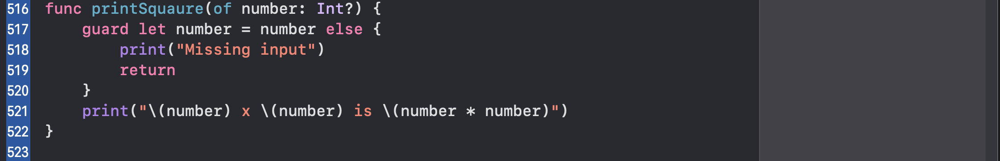 516 func printSquaure(of number: Int?) {
517     guard let number = number else {
518         print("Missing input")
519         return
520     }
521     print("\(number) x \(number) is \(number * number)")
522 }
523